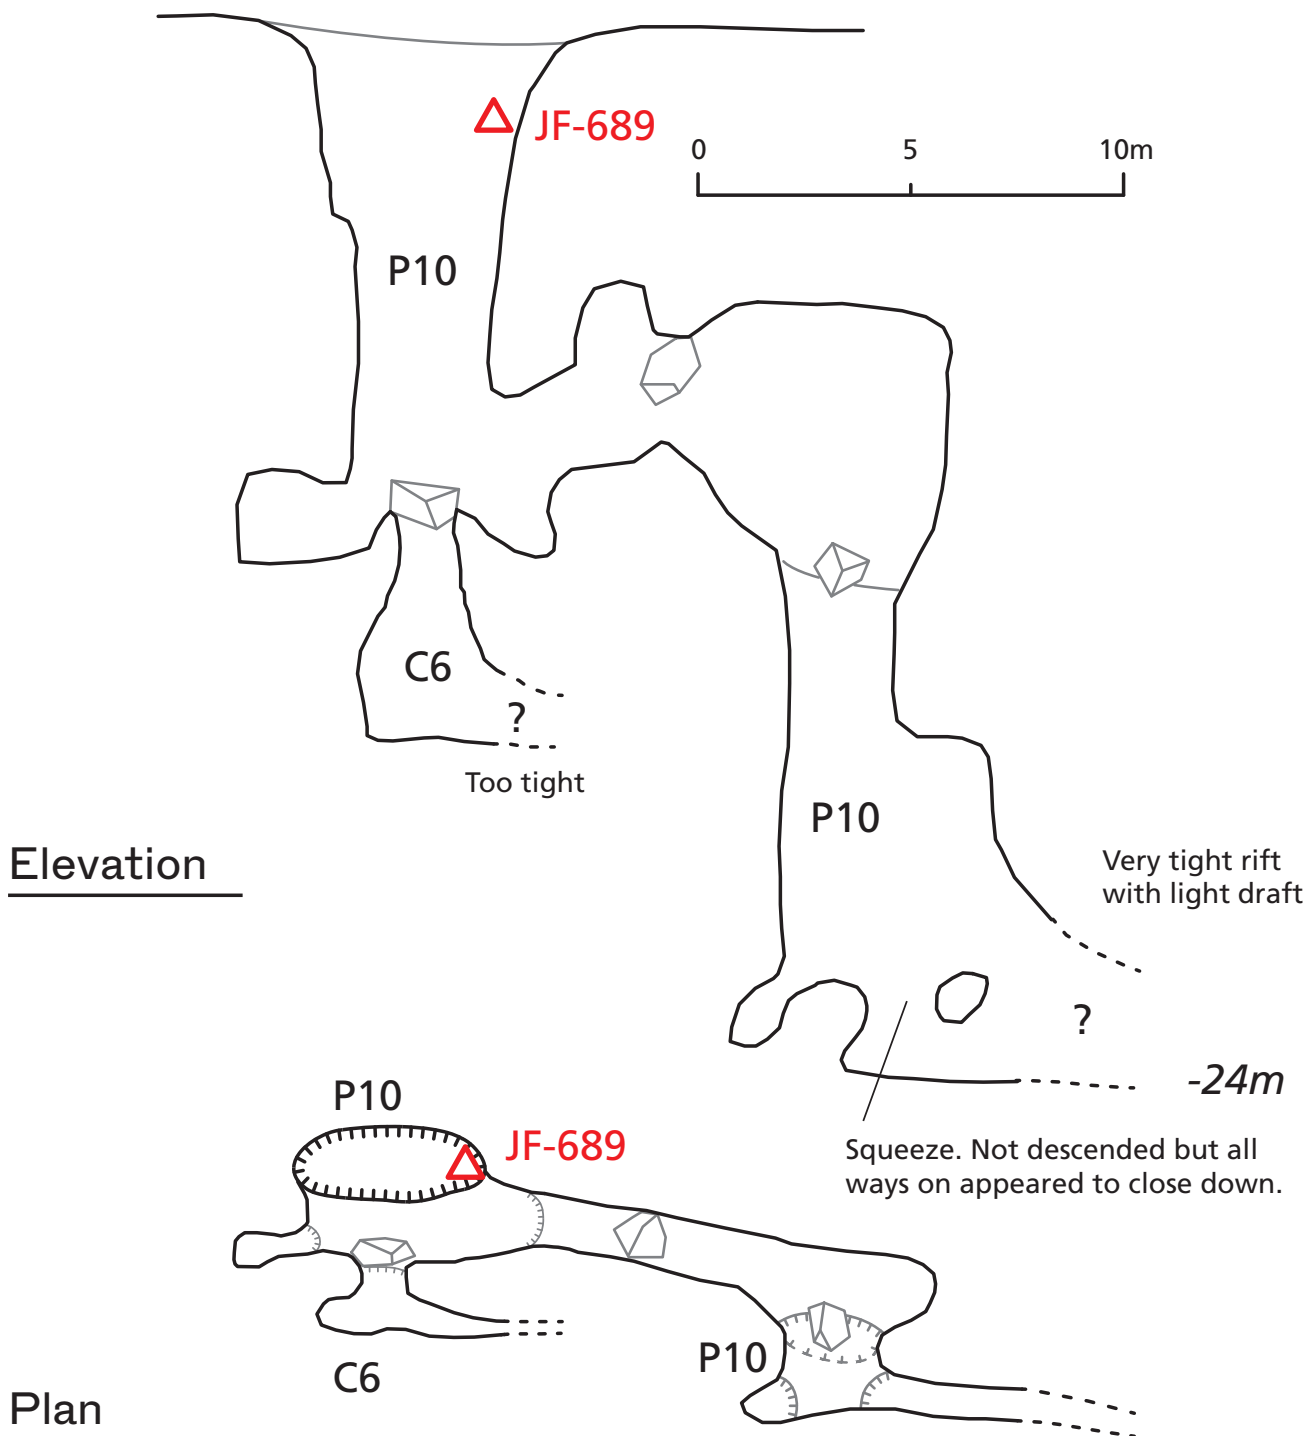 JF-689
0 5 10m
P10
C6
?
Too tight
P10
Elevation
Very tight rift
with light draft
?
-24m
Squeeze. Not descended but all
ways on appeared to close down.
P10
JF-689
P10
C6
Plan